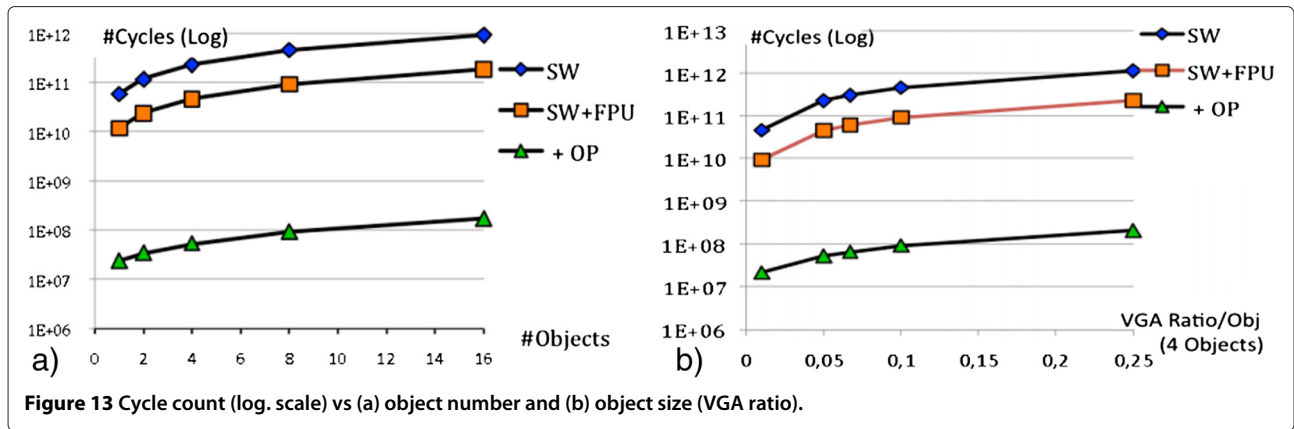 #Cycles (Log)
1E+12
1E+11
1E+10
1E+09
1E+08
1E+07
1E+06
0 2 4 6 8 10 12 14 16
#Objects
SW
SW+FPU
+ OP
a)
#Cycles (Log)
1E+13
1E+12
1E+11
1E+10
1E+09
1E+08
1E+07
1E+06
0 0,05 0,1 0,15 0,2 0,25
VGA Ratio/Obj
(4 Objects)
SW
SW+FPU
+ OP
b)
Figure 13 Cycle count (log. scale) vs (a) object number and (b) object size (VGA ratio).